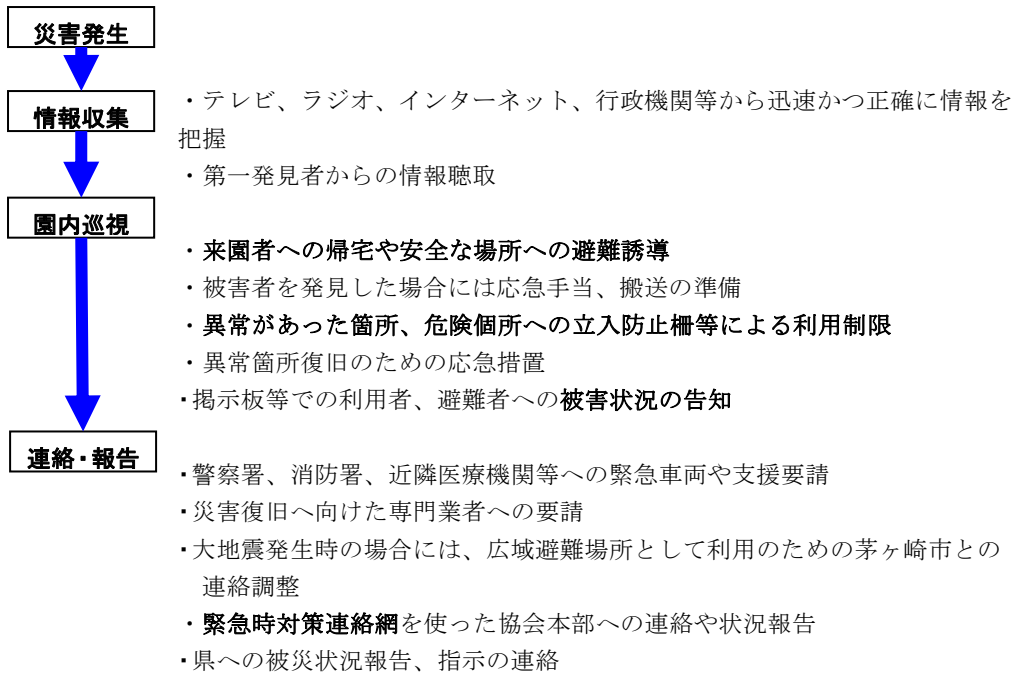 災害発生
情報収集
・テレビ、ラジオ、インターネット、行政機関等から迅速かつ正確に情報を
把握
・第一発見者からの情報聴取
園内巡視
・来園者への帰宅や安全な場所への避難誘導
・被害者を発見した場合には応急手当、搬送の準備
・異常があった箇所、危険個所への立入防止柵等による利用制限
・異常箇所復旧のための応急措置
・掲示板等での利用者、避難者への被害状況の告知
連絡・報告
・警察署、消防署、近隣医療機関等への緊急車両や支援要請
・災害復旧へ向けた専門業者への要請
・大地震発生時の場合には、広域避難場所として利用のための茅ヶ崎市との
連絡調整
・緊急時対策連絡網を使った協会本部への連絡や状況報告
・県への被災状況報告、指示の連絡